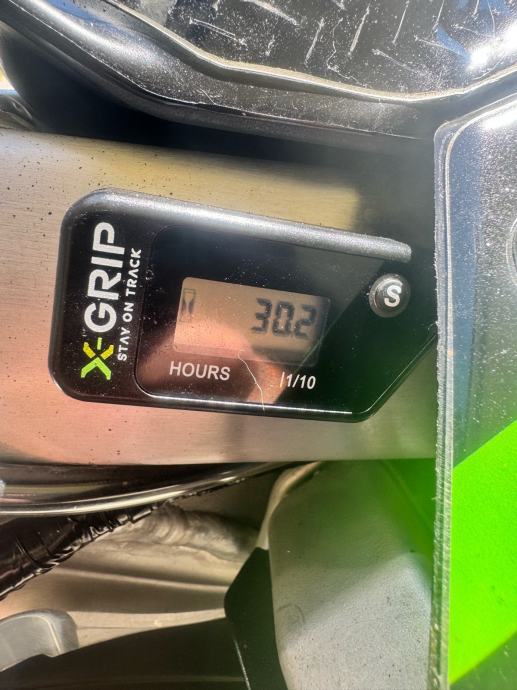 X-GRIP
STAY ON TRACK
30.2
HOURS
/1/10
S